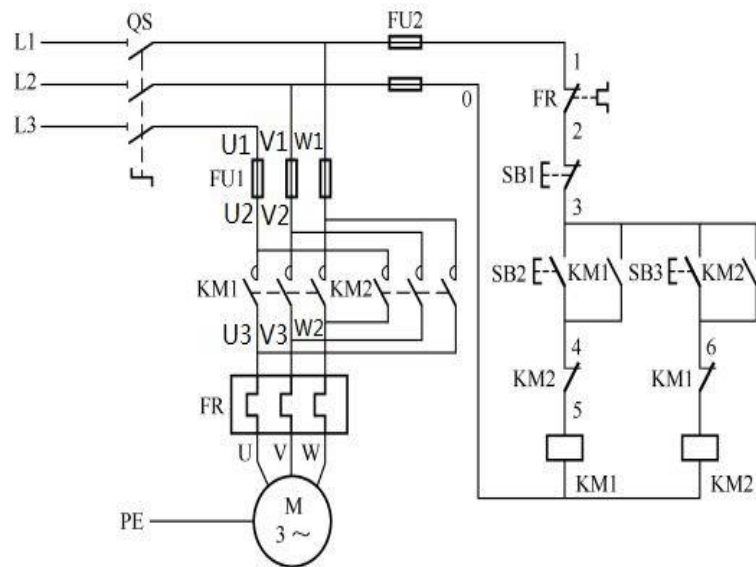 QS
FU2
L1
L2
L3
1
0
FR
2
U1 V1 W1
FU1
SB1
U2 V2
3
KM1
KM2
SB2
KM1
SB3
KM2
U3 V3 W2
4
6
KM2
KM1
5
FR
U V W
KM1
KM2
M
3 ~
PE